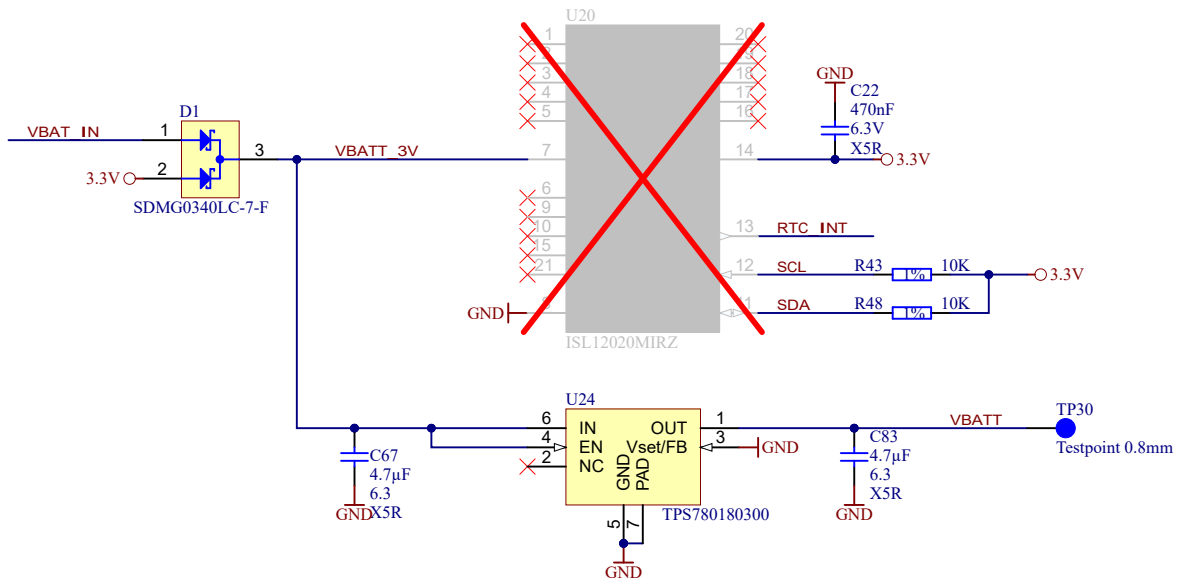 U20
1
20
3
18
4
17
5
16
GND
C22
470nF
6.3V
X5R
D1
VBAT_IN
1
2
3
3.3V
SDMG0340LC-7-F
VBATT_3V
7
14
3.3V
6
9
10
15
21
13
RTC_INT
12
SCL
R43
1%
10K
3.3V
SDA
R48
1%
10K
GND
ISL12020MIRZ
U24
6
IN
OUT
1
VBATT
TP30
Testpoint 0.8mm
4
EN
Vset/FB
3
GND
2
NC
GND
PAD
5
7
TPS780180300
GND
C67
4.7µF
6.3
X5R
GND
C83
4.7µF
6.3
X5R
GND